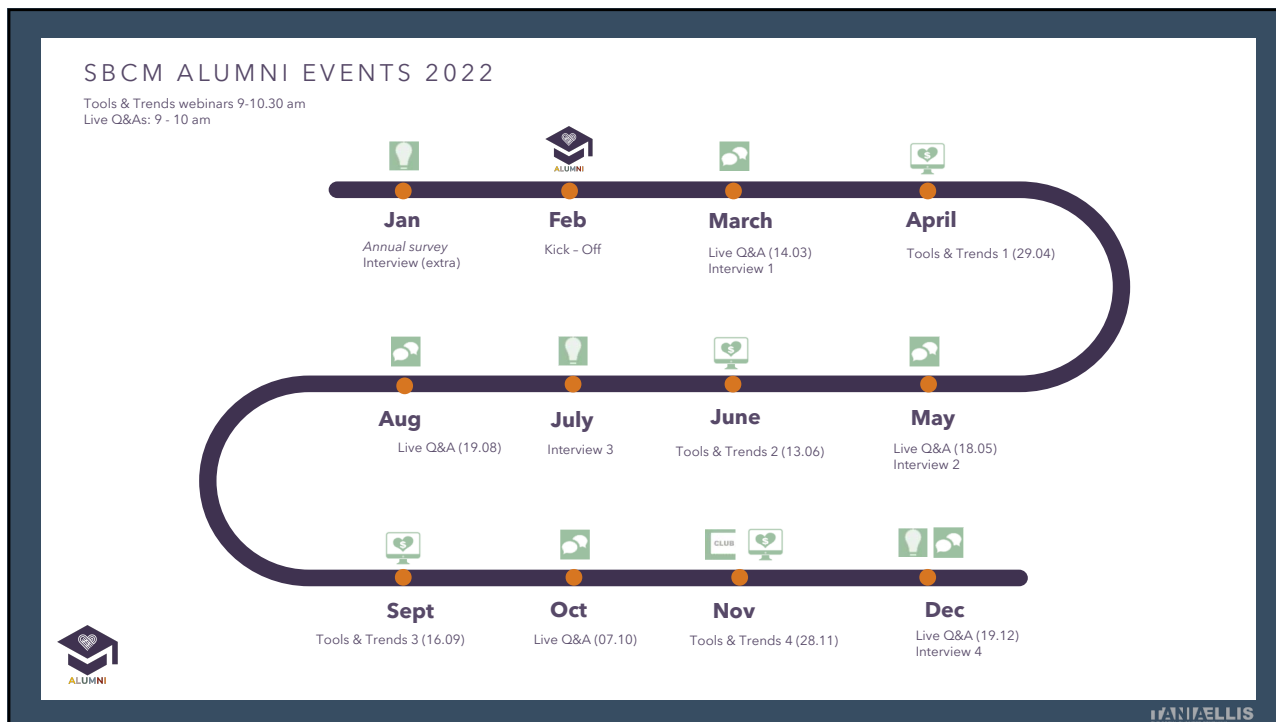 SBCM ALUMNI EVENTS 2022
Tools & Trends webinars 9-10.30 am
Live Q&As: 9 - 10 am
ALUMNI
Jan
Annual survey
Interview (extra)
Feb
Kick – Off
March
Live Q&A (14.03)
Interview 1
April
Tools & Trends 1 (29.04)
Aug
Live Q&A (19.08)
July
Interview 3
June
Tools & Trends 2 (13.06)
May
Live Q&A (18.05)
Interview 2
CLUB
Sept
Tools & Trends 3 (16.09)
Oct
Live Q&A (07.10)
Nov
Tools & Trends 4 (28.11)
Dec
Live Q&A (19.12)
Interview 4
ALUMNI
TANIAELLIS